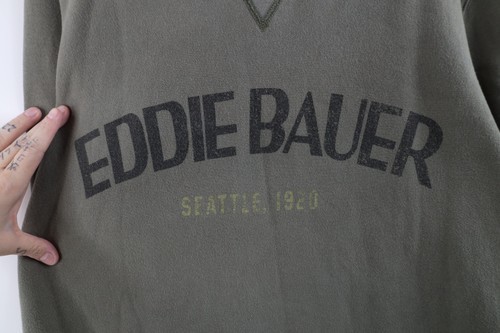 EDDIE BAUER
SEATTLE, 1920